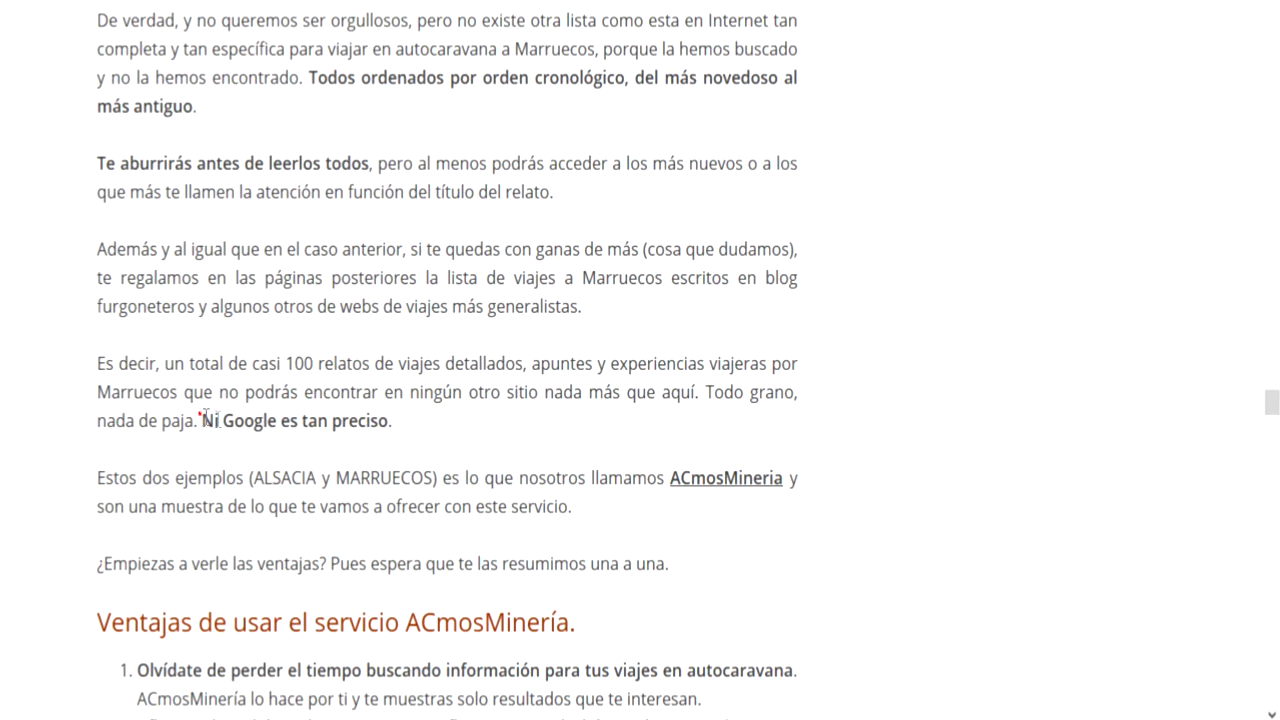 De verdad, y no queremos ser orgullosos, pero no existe otra lista como esta en Internet tan
completa y tan específica para viajar en autocaravana a Marruecos, porque la hemos buscado
y no la hemos encontrado. Todos ordenados por orden cronológico, del más novedoso al
más antiguo.
Te aburrirás antes de leerlos todos, pero al menos podrás acceder a los más nuevos o a los
que más te llamen la atención en función del título del relato.
Además y al igual que en el caso anterior, si te quedas con ganas de más (cosa que dudamos),
te regalamos en las páginas posteriores la lista de viajes a Marruecos escritos en blog
furgoneteros y algunos otros de webs de viajes más generalistas.
Es decir, un total de casi 100 relatos de viajes detallados, apuntes y experiencias viajeras por
Marruecos que no podrás encontrar en ningún otro sitio nada más que aquí. Todo grano,
nada de paja. Ni Google es tan preciso.
Estos dos ejemplos (ALSACIA y MARRUECOS) es lo que nosotros llamamos ACmosMineria y
son una muestra de lo que te vamos a ofrecer con este servicio.
¿Empiezas a verle las ventajas? Pues espera que te las resumimos una a una.
Ventajas de usar el servicio ACmosMinería.
1. Olvídate de perder el tiempo buscando información para tus viajes en autocaravana.
ACmosMinería lo hace por ti y te muestras solo resultados que te interesan.